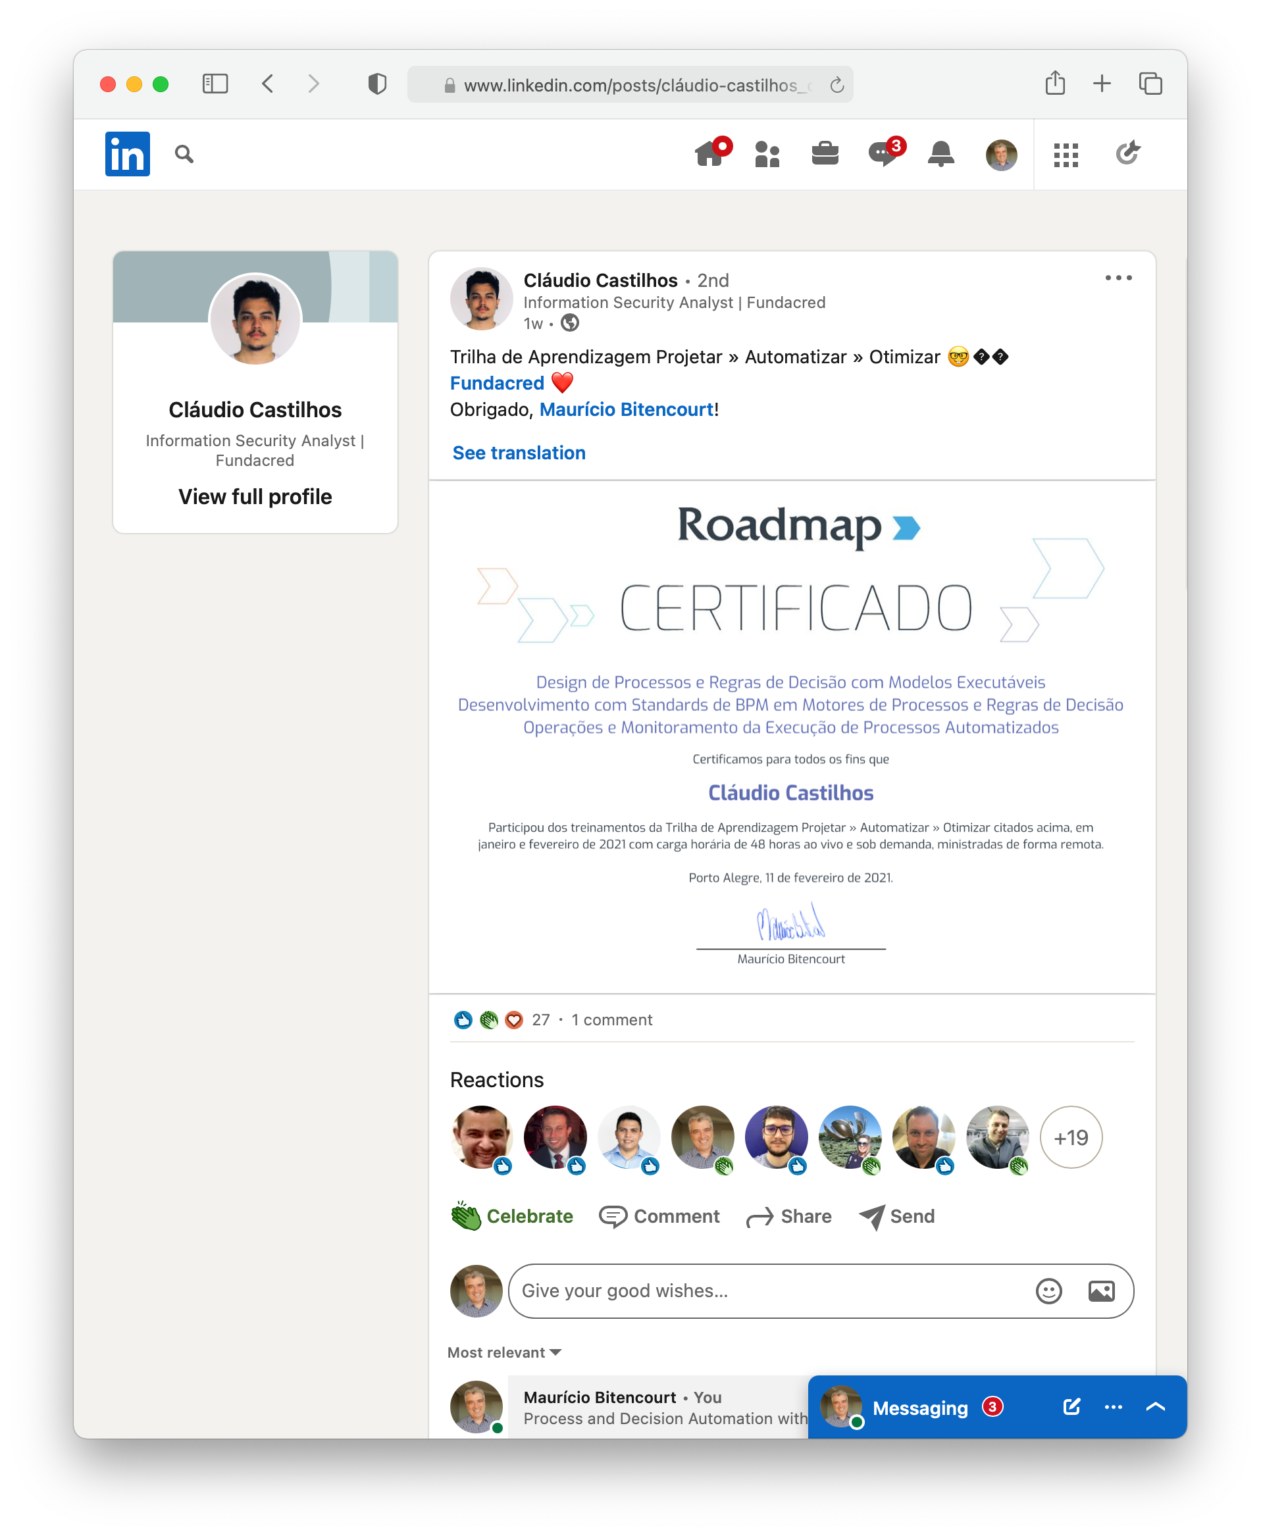 www.linkedin.com/posts/cláudio-castilhos_
in
3
Cláudio Castilhos
Information Security Analyst |
Fundacred
View full profile
Cláudio Castilhos • 2nd
Information Security Analyst | Fundacred
1w •
Trilha de Aprendizagem Projetar » Automatizar » Otimizar 🤓��
Fundacred ❤️
Obrigado, Maurício Bitencourt!
See translation
Roadmap
CERTIFICADO
Design de Processos e Regras de Decisão com Modelos Executáveis
Desenvolvimento com Standards de BPM em Motores de Processos e Regras de Decisão
Operações e Monitoramento da Execução de Processos Automatizados
Certificamos para todos os fins que
Cláudio Castilhos
Participou dos treinamentos da Trilha de Aprendizagem Projetar » Automatizar » Otimizar citados acima, em
janeiro e fevereiro de 2021 com carga horária de 48 horas ao vivo e sob demanda, ministradas de forma remota.
Porto Alegre, 11 de fevereiro de 2021.
Maurício Bitencourt
27 · 1 comment
Reactions
+19
Celebrate Comment Share Send
Give your good wishes...
Most relevant
Maurício Bitencourt • You
Process and Decision Automation with
Messaging 3